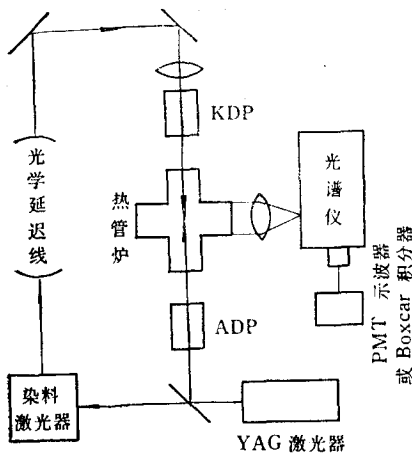 KDP
光学延迟线
热管炉
光谱仪
ADP
PMT 示波器
或 Boxcar 积分器
染料
激光器
YAG 激光器